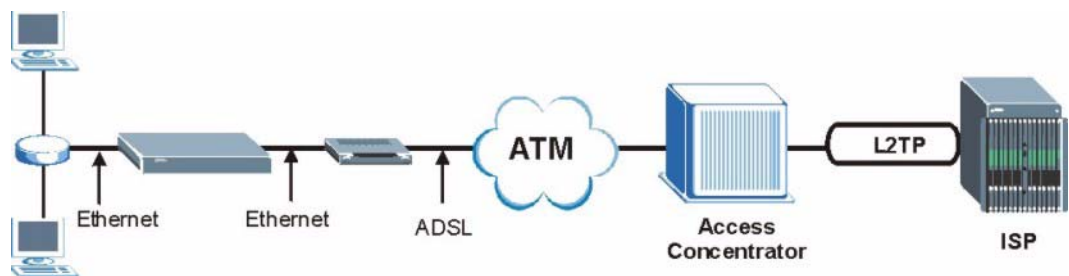 Ethernet
Ethernet
ADSL
ATM
Access
Concentrator
L2TP
ISP